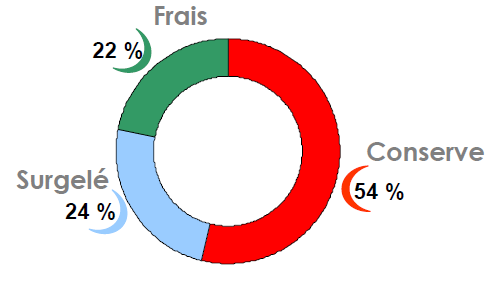 Frais
22 %
Conserve
54 %
Surgelé
24 %